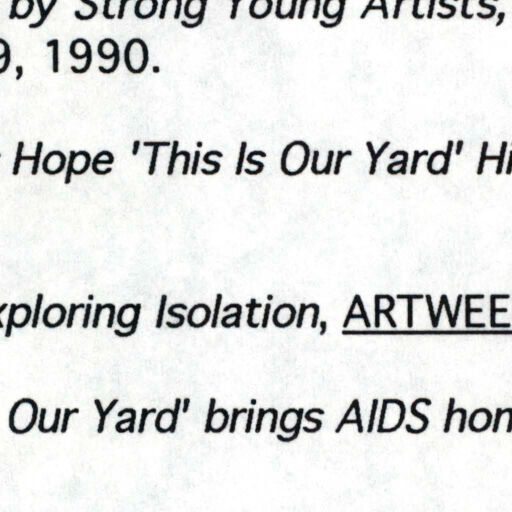 by Strong Young Artists,
9, 1990.
Hope 'This Is Our Yard' Hi
xploring Isolation, ARTWEE
Our Yard' brings AIDS hom